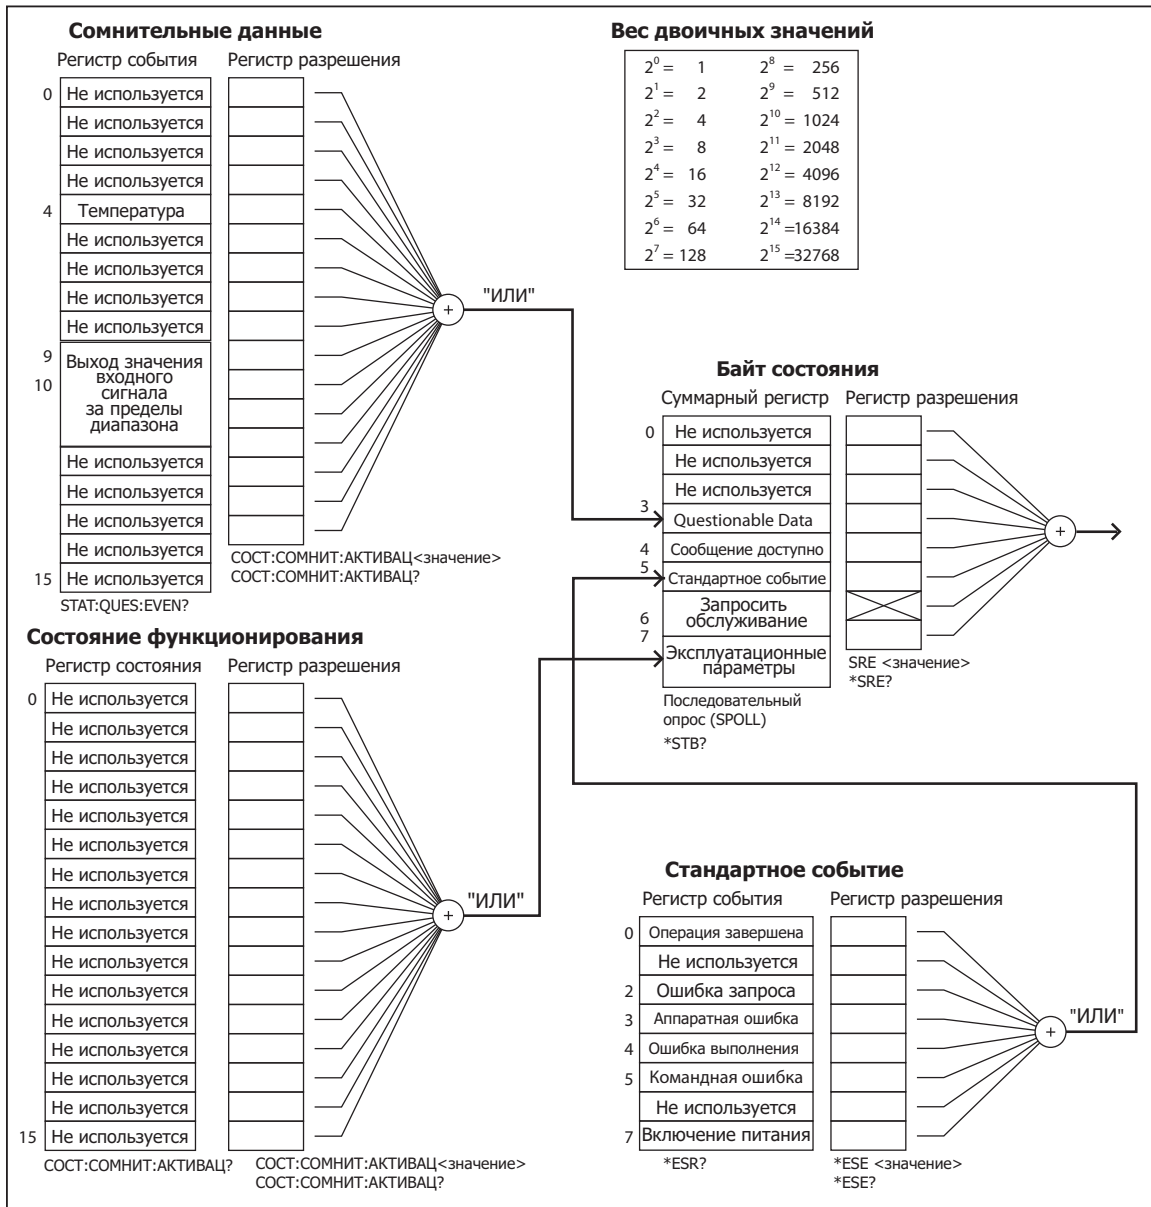 Сомнительные данные
Регистр события
Регистр разрешения
0 Не используется
Не используется
Не используется
Не используется
4 Температура
Не используется
Не используется
Не используется
Не используется
9
10
Выход значения
входного
сигнала
за пределы
диапазона
Не используется
Не используется
Не используется
Не используется
15 Не используется
STAT:QUES:EVEN?
СОСТ:СОМНИТ:АКТИВАЦ<значение>
СОСТ:СОМНИТ:АКТИВАЦ?
+
"ИЛИ"
Вес двоичных значений
2^0 = 1 2^8 = 256
2^1 = 2 2^9 = 512
2^2 = 4 2^10 = 1024
2^3 = 8 2^11 = 2048
2^4 = 16 2^12 = 4096
2^5 = 32 2^13 = 8192
2^6 = 64 2^14 =16384
2^7 = 128 2^15 =32768
Байт состояния
Суммарный регистр
Регистр разрешения
0 Не используется
Не используется
Не используется
3 Questionable Data
4 Сообщение доступно
5 Стандартное событие
6 Запросить
обслуживание
7 Эксплуатационные
параметры
Последовательный
опрос (SPOLL)
*STB?
SRE <значение>
*SRE?
+
Состояние функционирования
Регистр состояния
Регистр разрешения
0 Не используется
Не используется
Не используется
Не используется
Не используется
Не используется
Не используется
Не используется
Не используется
Не используется
Не используется
Не используется
Не используется
Не используется
Не используется
15 Не используется
СОСТ:СОМНИТ:АКТИВАЦ?
СОСТ:СОМНИТ:АКТИВАЦ<значение>
СОСТ:СОМНИТ:АКТИВАЦ?
+
"ИЛИ"
Стандартное событие
Регистр события
Регистр разрешения
0 Операция завершена
Не используется
2 Ошибка запроса
3 Аппаратная ошибка
4 Ошибка выполнения
5 Командная ошибка
Не используется
7 Включение питания
*ESR?
*ESE <значение>
*ESE?
+
"ИЛИ"